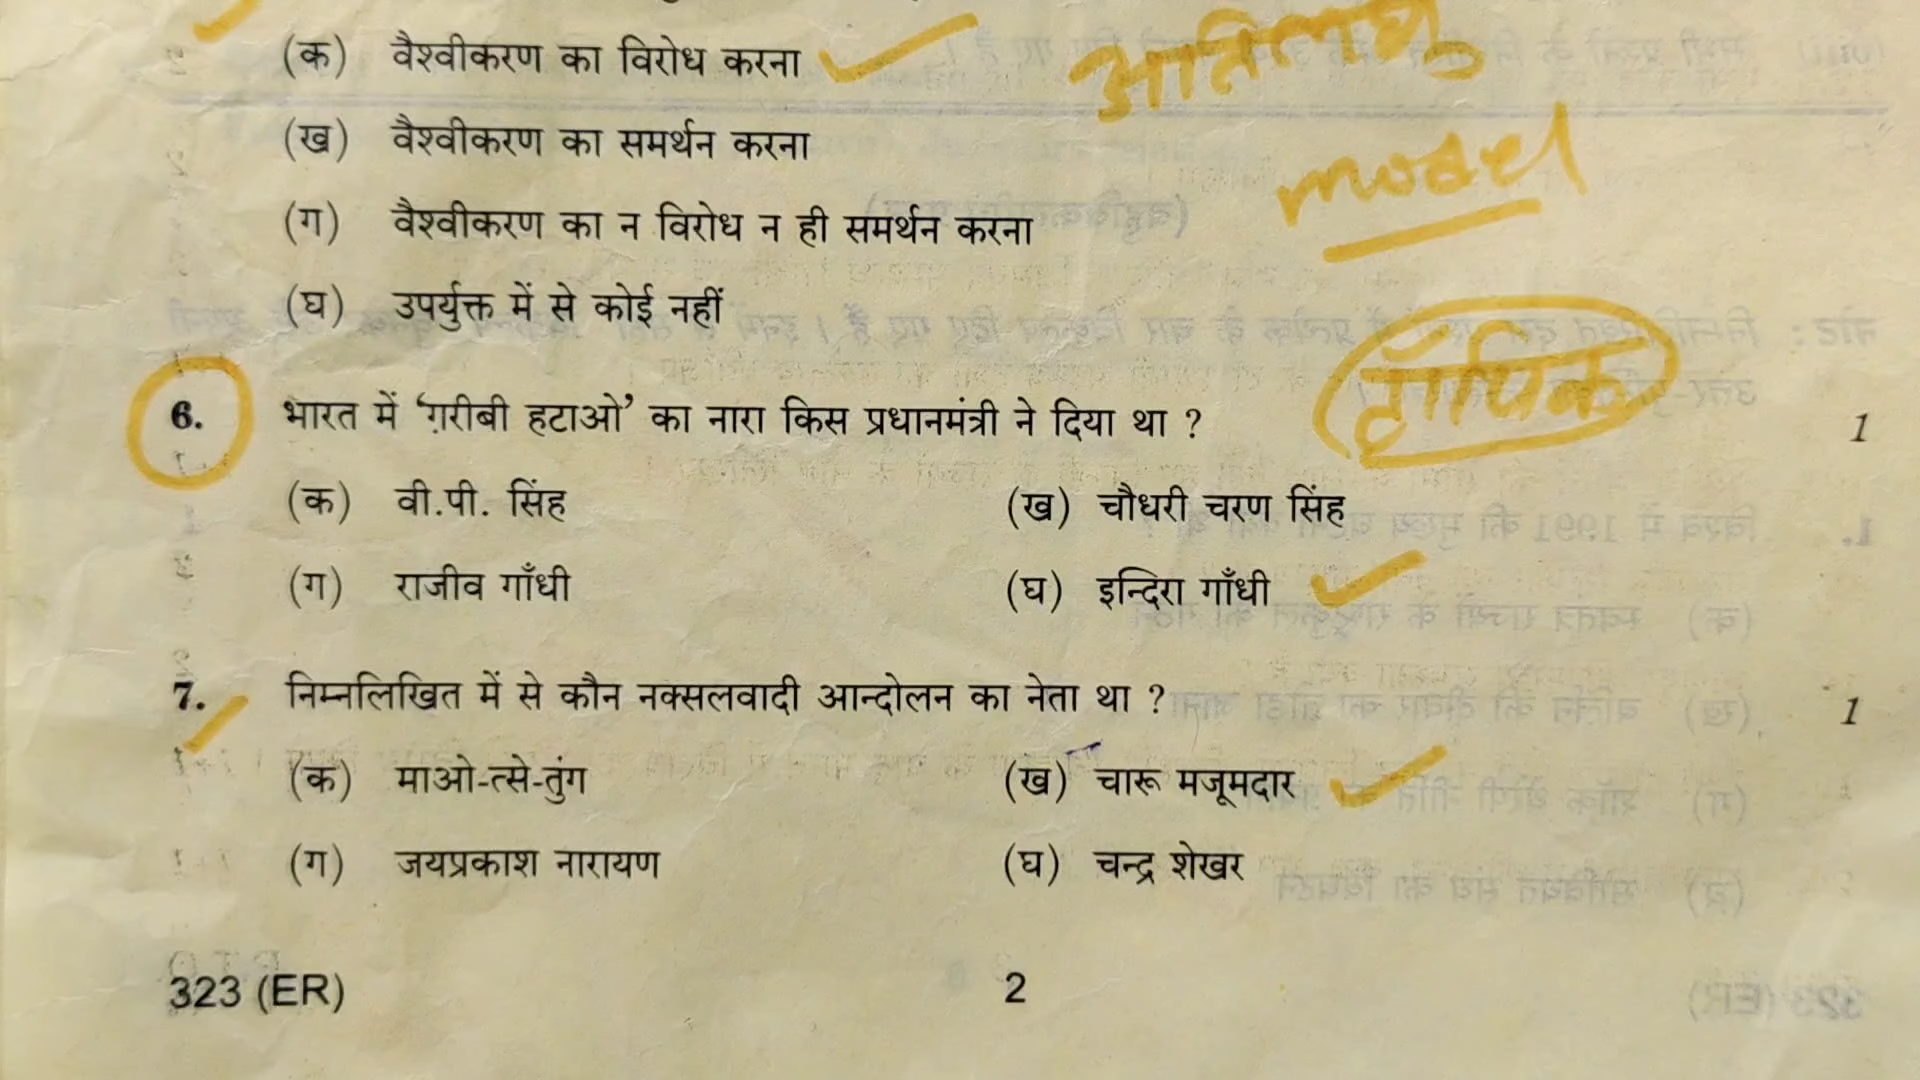 (क) वैश्वीकरण का विरोध करना
अतिलघु
(ख) वैश्वीकरण का समर्थन करना
model
(ग) वैश्वीकरण का न विरोध न ही समर्थन करना
(घ) उपर्युक्त में से कोई नहीं
टॉपिक
6. भारत में ‘ग़रीबी हटाओ’ का नारा किस प्रधानमंत्री ने दिया था ? 1
(क) वी.पी. सिंह (ख) चौधरी चरण सिंह
(ग) राजीव गाँधी (घ) इन्दिरा गाँधी
7. निम्नलिखित में से कौन नक्सलवादी आन्दोलन का नेता था ? 1
(क) माओ-त्से-तुंग (ख) चारू मजूमदार
(ग) जयप्रकाश नारायण (घ) चन्द्र शेखर
323 (ER) 2